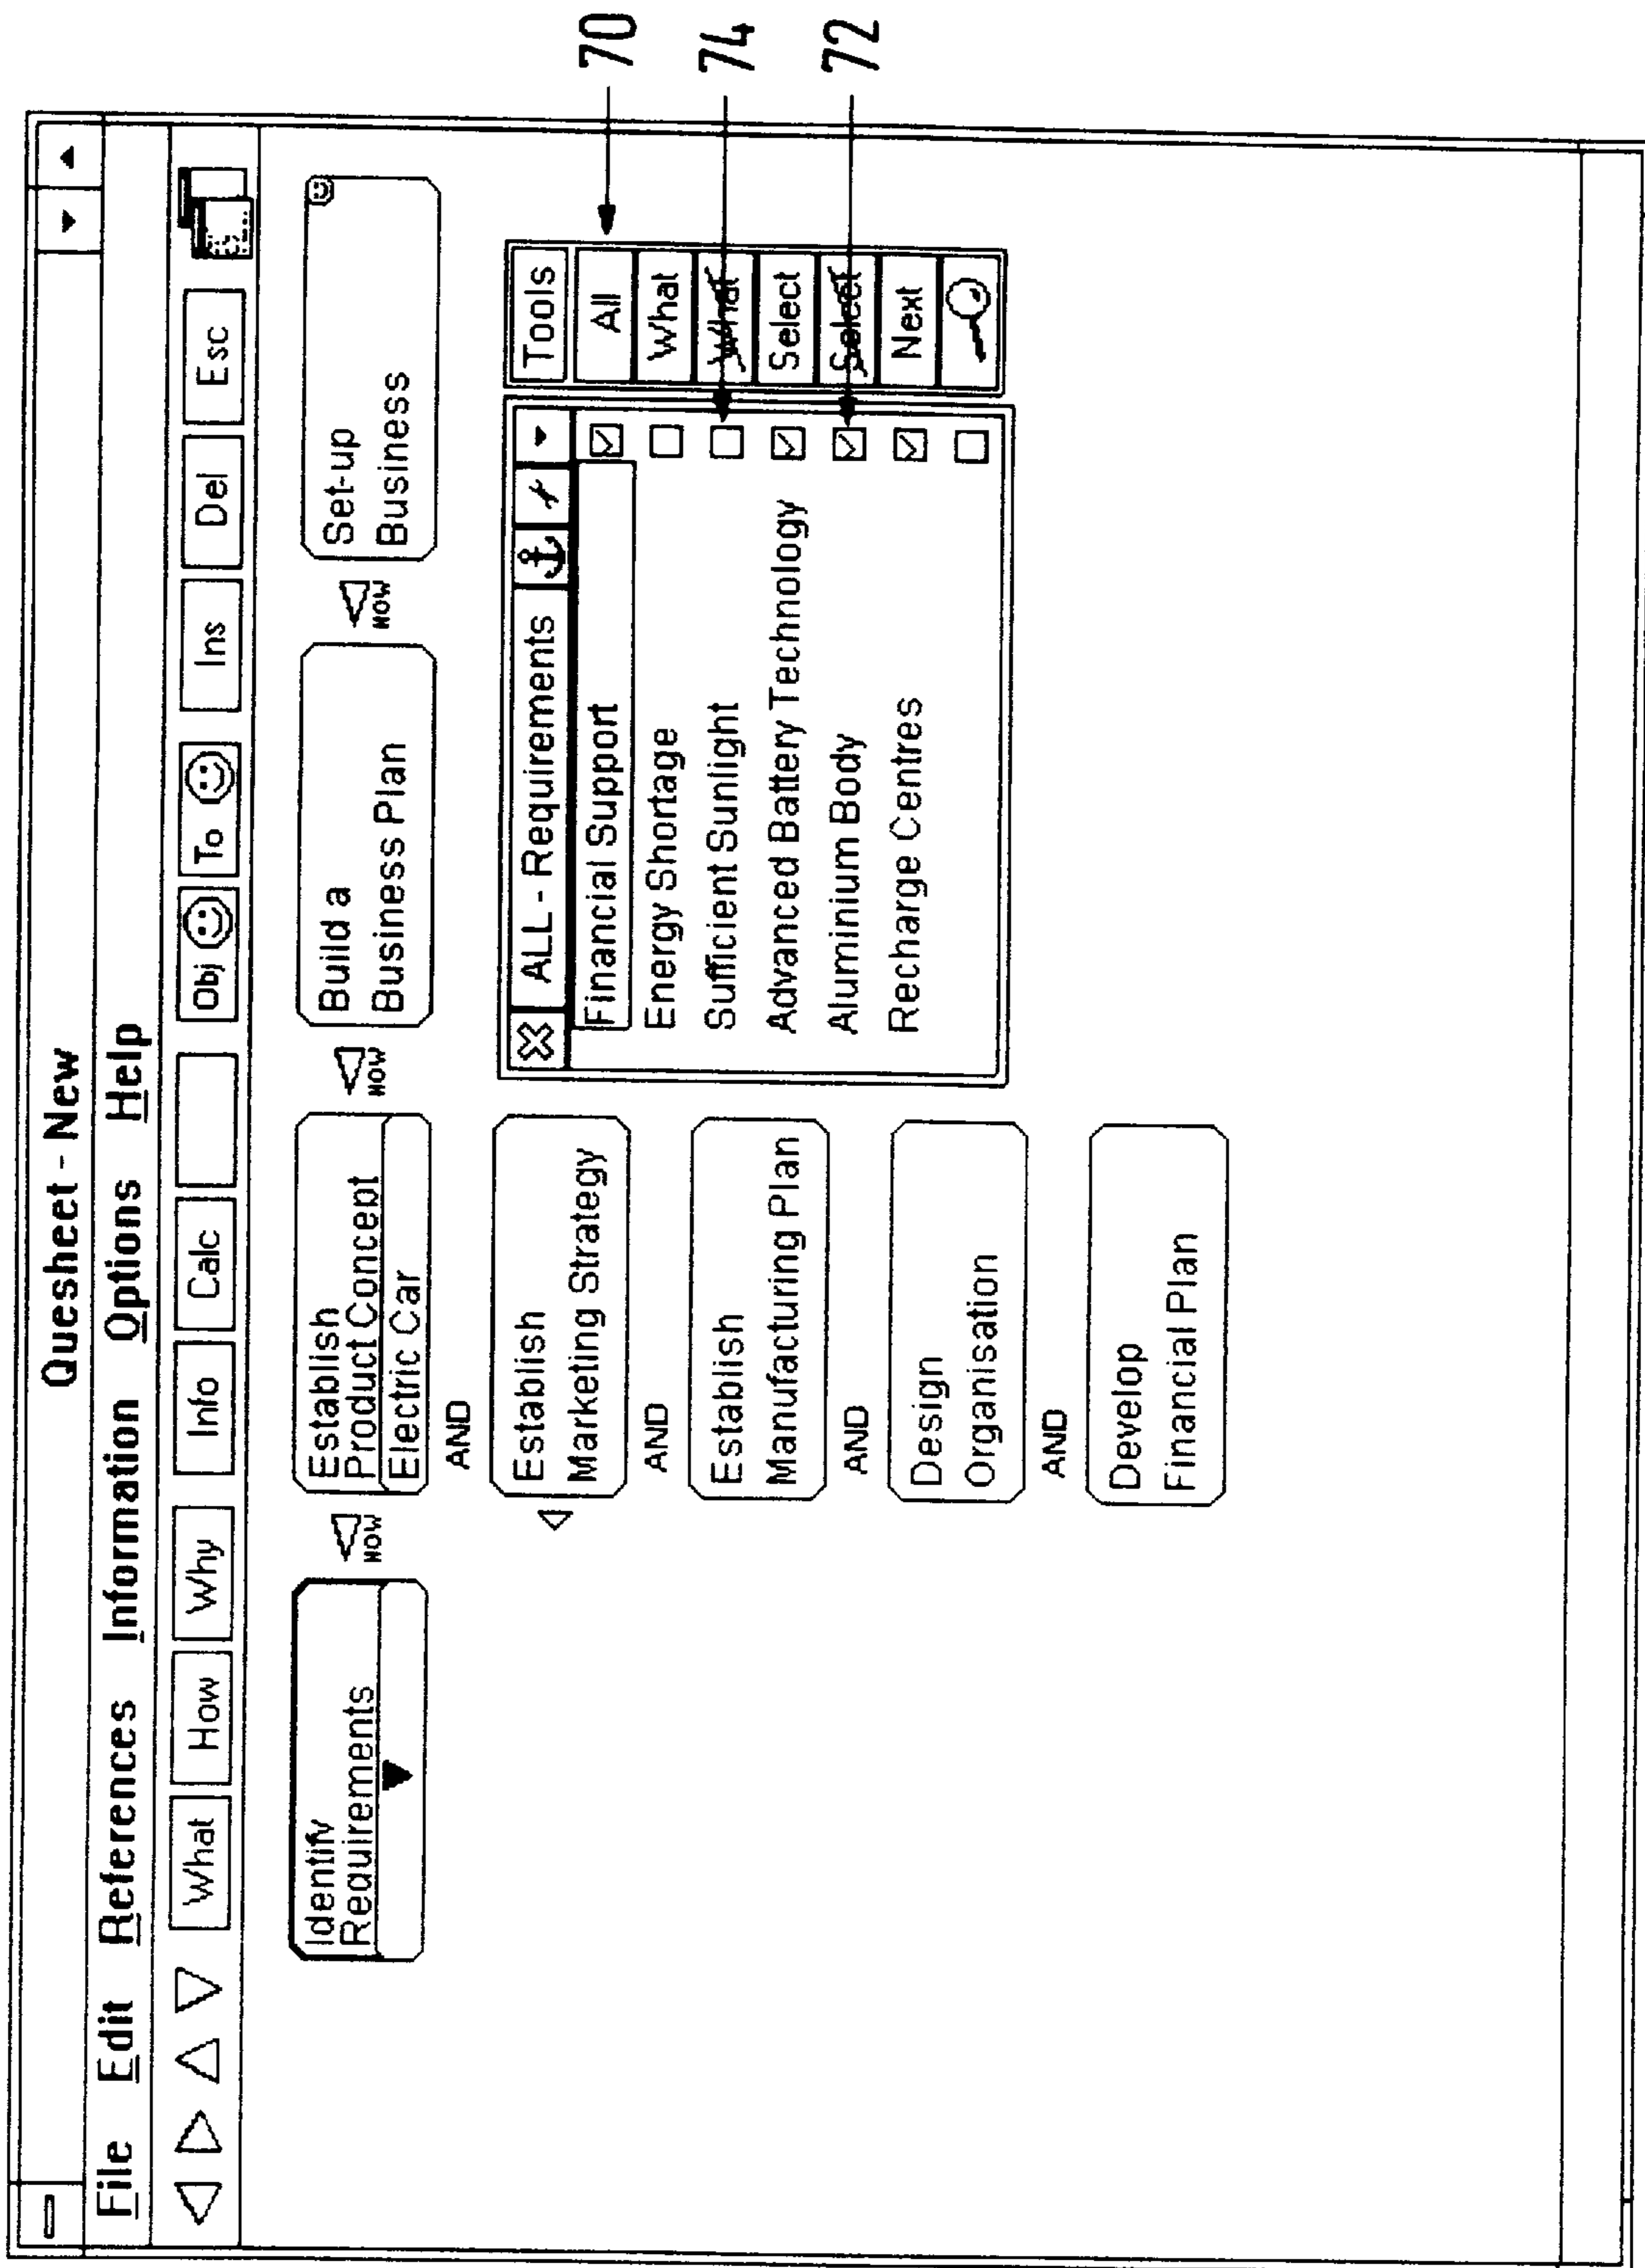 Quesheet - New
File Edit References Information Options Help
What How Why Info Calc Obj To Ins Del Esc
Identify
Requirements
NOW
Establish
Product Concept
Electric Car
NOW
Build a
Business Plan
NOW
Set-up
Business
AND
Establish
Marketing Strategy
AND
Establish
Manufacturing Plan
AND
Design
Organisation
AND
Develop
Financial Plan
ALL - Requirements
Financial Support
Energy Shortage
Sufficient Sunlight
Advanced Battery Technology
Aluminium Body
Recharge Centres
Tools
All
What
What
Select
Select
Next
70
74
72